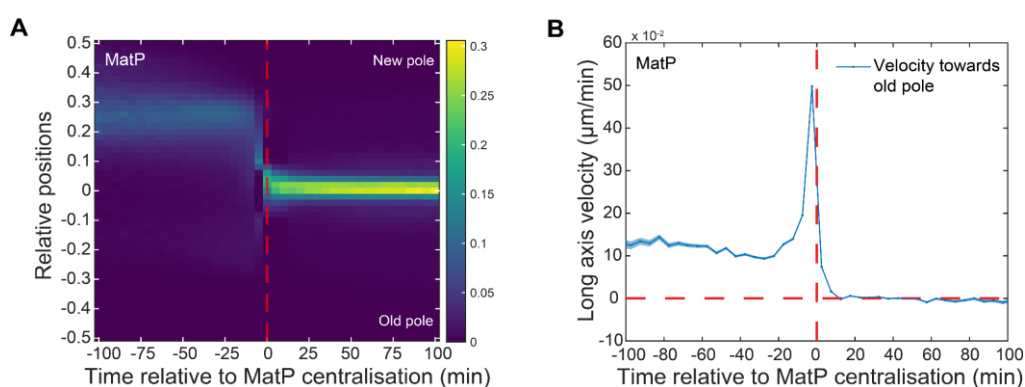 A
MatP
New pole
Old pole
0.5
0.4
0.3
0.2
0.1
0
-0.1
-0.2
-0.3
-0.4
-0.5
Relative positions
-100 -75 -50 -25 0 25 50 75 100
Time relative to MatP centralisation (min)
0.3
0.25
0.2
0.15
0.1
0.05
0
B
x 10-2
MatP
Velocity towards
old pole
60
50
40
30
20
10
0
-10
Long axis velocity (µm/min)
-100 -80 -60 -40 -20 0 20 40 60 80 100
Time relative to MatP centralisation (min)